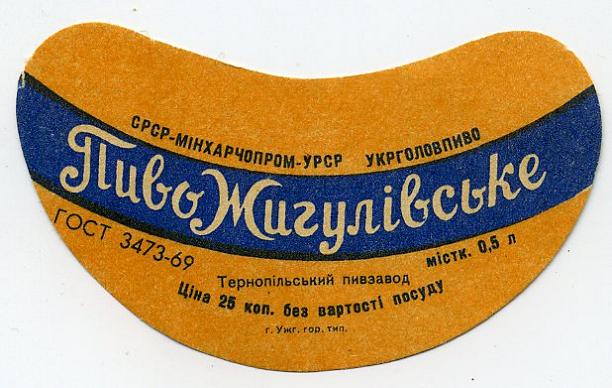 СРСР-МІНХАРЧОПРОМ-УРСР УКРГОЛОВПИВО
Пиво Жигулівське
ГОСТ 3473-69
містк. 0,5 л
Тернопільський пивзавод
Ціна 25 коп. без вартості посуду
г. Ужг. гор. тип.